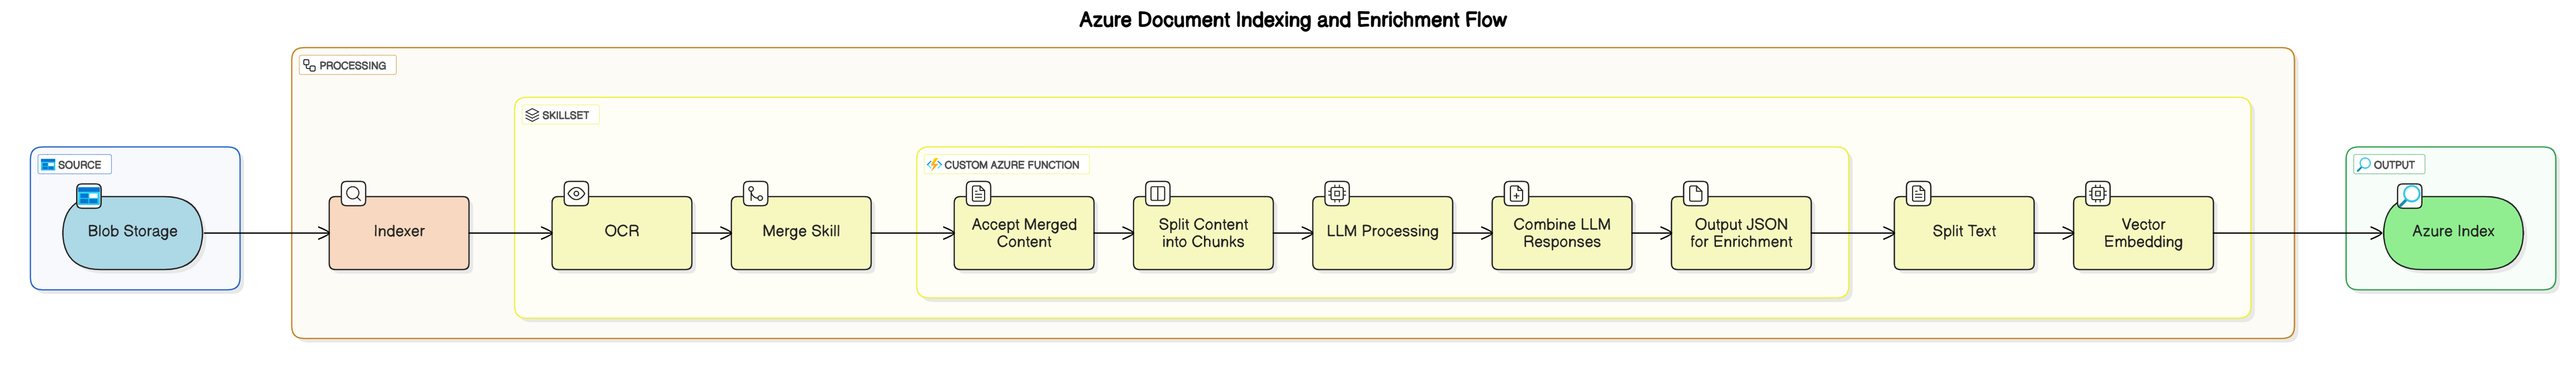 Azure Document Indexing and Enrichment Flow
PROCESSING
SKILLSET
SOURCE
CUSTOM AZURE FUNCTION
OUTPUT
Blob Storage
Indexer
OCR
Merge Skill
Accept Merged
Content
Split Content
into Chunks
LLM Processing
Combine LLM
Responses
Output JSON
for Enrichment
Split Text
Vector
Embedding
Azure Index